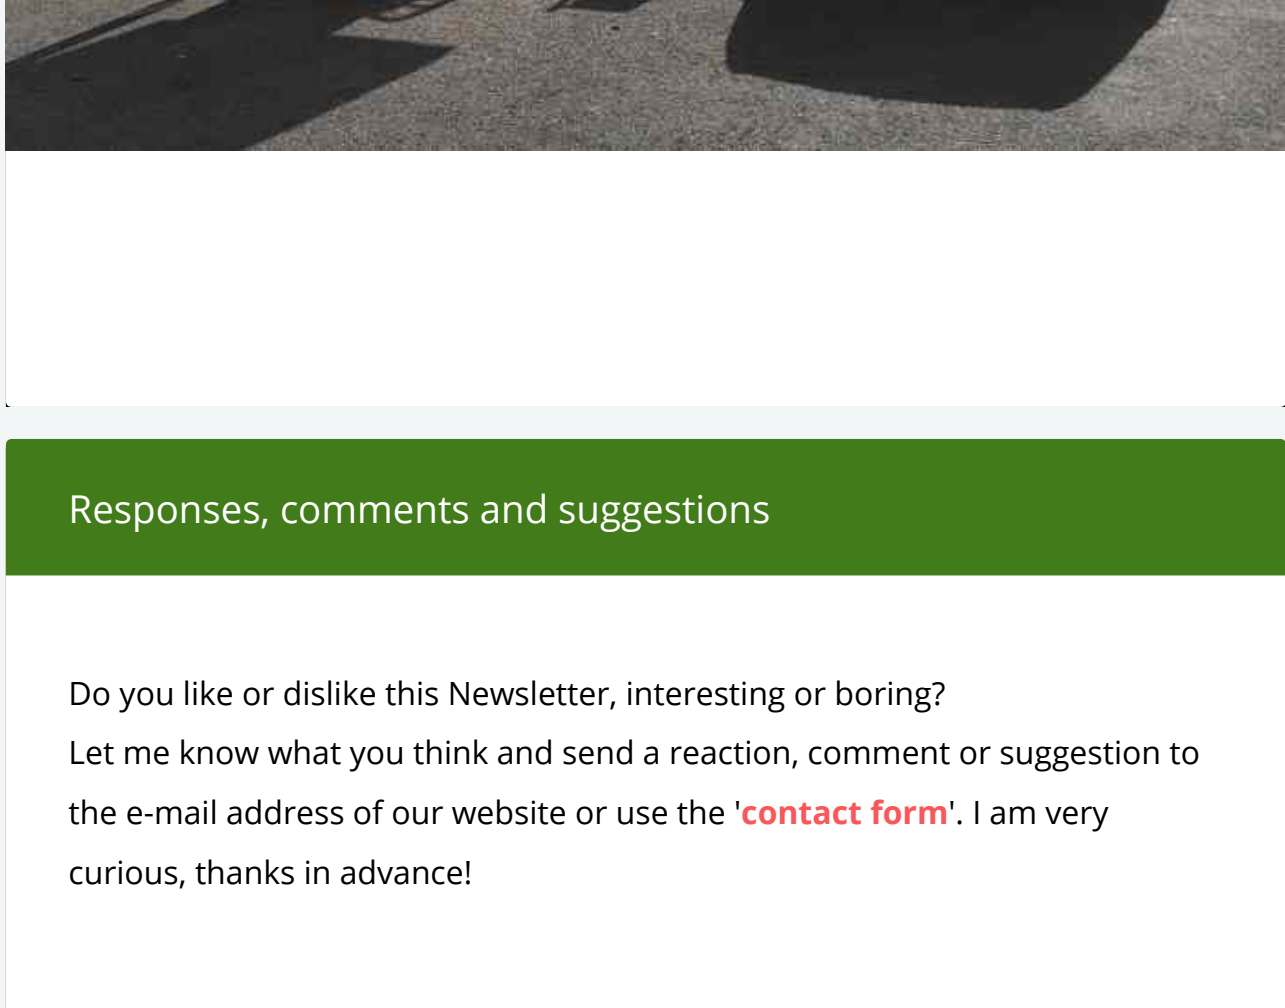 Responses, comments and suggestions
Do you like or dislike this Newsletter, interesting or boring?
Let me know what you think and send a reaction, comment or suggestion to
the e-mail address of our website or use the 'contact form'. I am very
curious, thanks in advance!